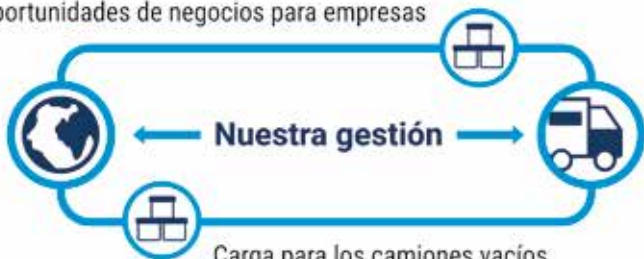 portunidades de negocios para empresas
Nuestra gestión
Carga para los camiones vacíos